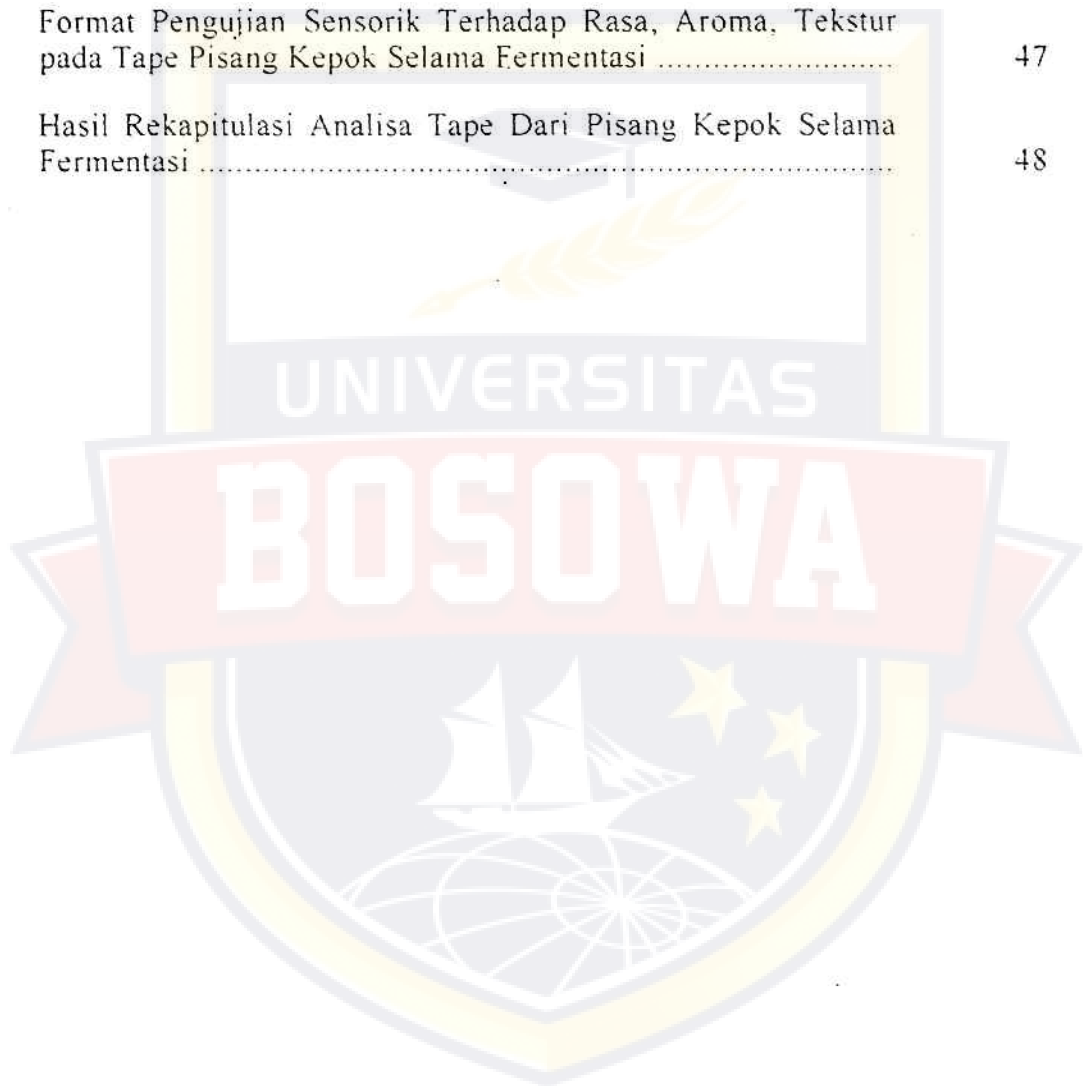 Format Pengujian Sensorik Terhadap Rasa, Aroma, Tekstur
pada Tape Pisang Kepok Selama Fermentasi .......................... 47
Hasil Rekapitulasi Analisa Tape Dari Pisang Kepok Selama
Fermentasi ........................................................................... 48
UNIVERSITAS
BOSOWA